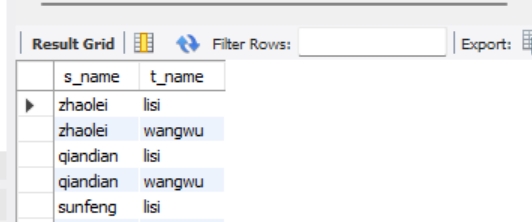 Result Grid Filter Rows: Export:
s_name t_name
zhaolei lisi
zhaolei wangwu
qiandian lisi
qiandian wangwu
sunfeng lisi